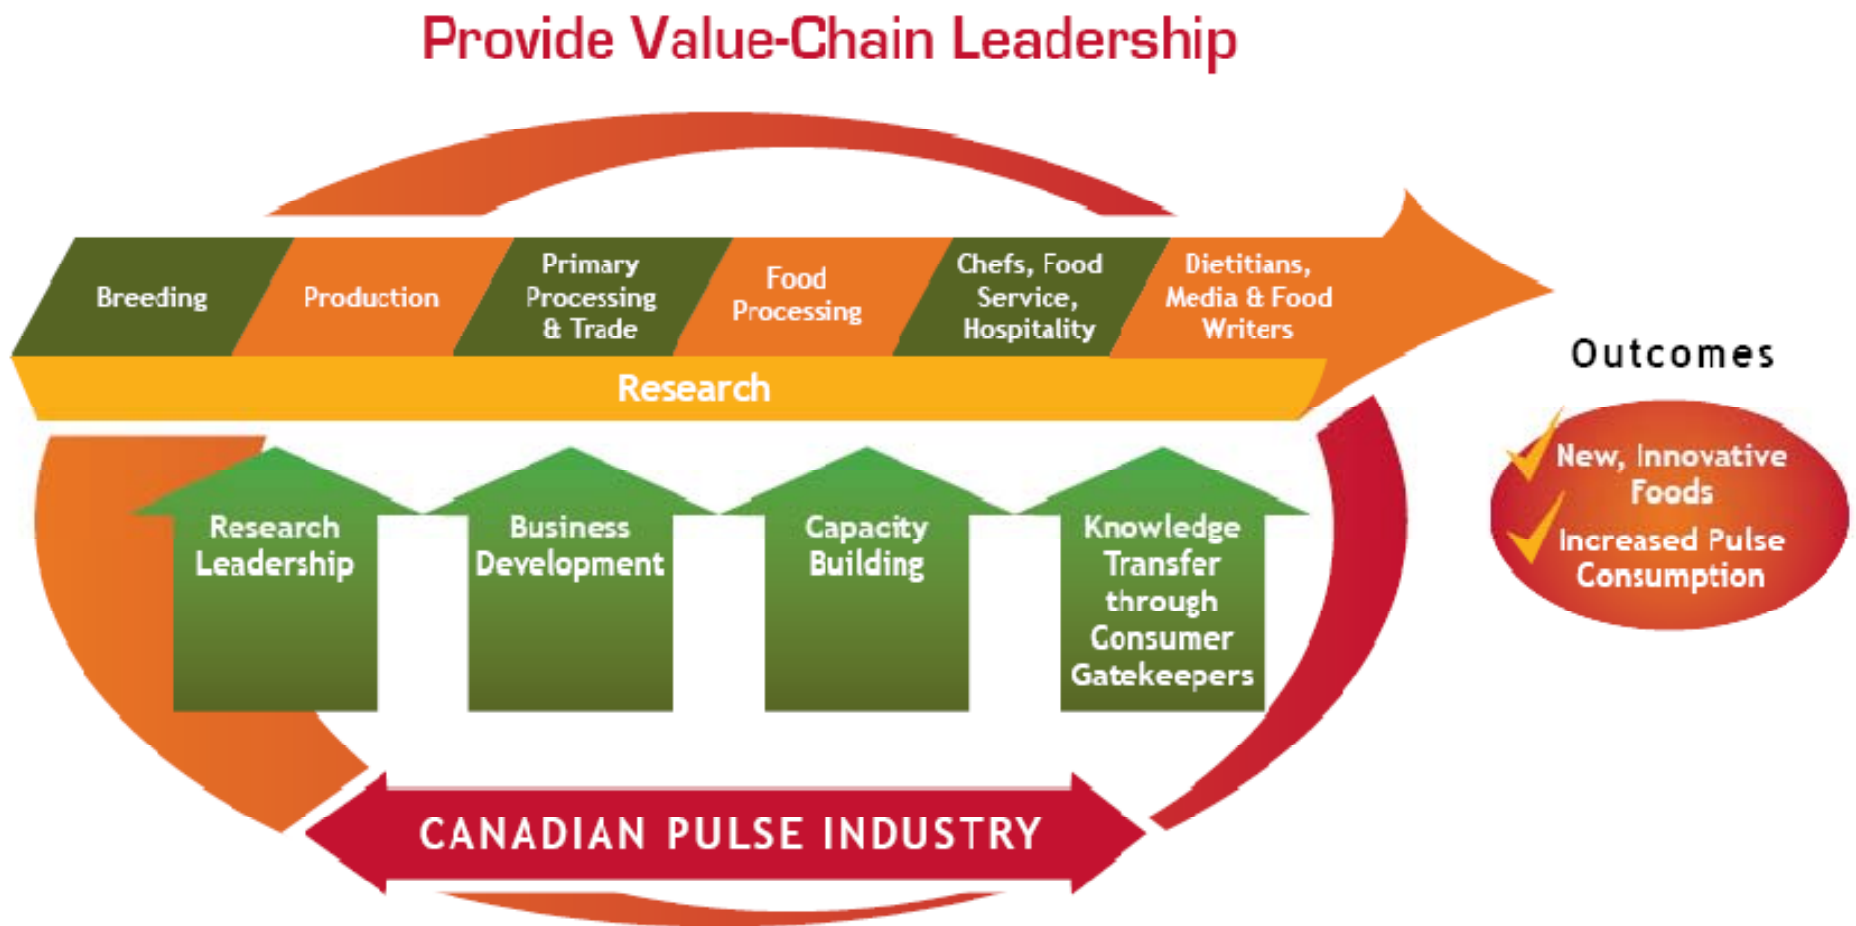 Provide Value-Chain Leadership
Breeding
Production
Primary
Processing
& Trade
Food
Processing
Chefs, Food
Service,
Hospitality
Dietitians,
Media & Food
Writers
Research
Outcomes
New, Innovative
Foods
Increased Pulse
Consumption
Research
Leadership
Business
Development
Capacity
Building
Knowledge
Transfer
through
Consumer
Gatekeepers
CANADIAN PULSE INDUSTRY